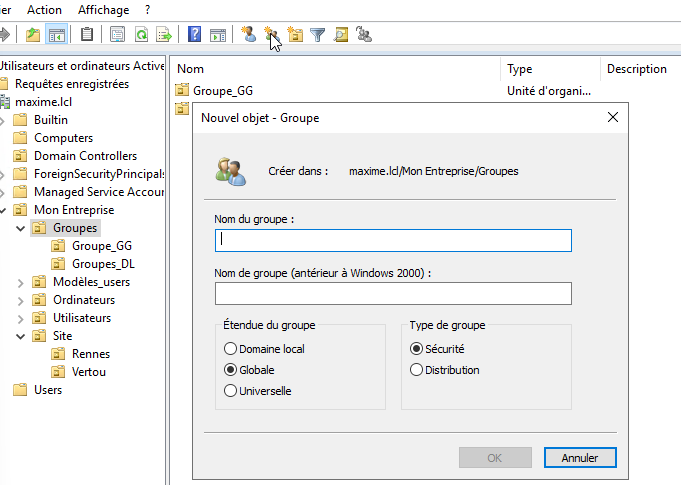 ier Action Affichage ?
Utilisateurs et ordinateurs Active
Requêtes enregistrées
maxime.lcl
Builtin
Computers
Domain Controllers
ForeignSecurityPrincipals
Managed Service Accour
Mon Entreprise
Groupes
Groupe_GG
Groupes_DL
Modèles_users
Ordinateurs
Utilisateurs
Site
Rennes
Vertou
Users
Nom Type Description
Groupe_GG Unité d'organi...
Nouvel objet - Groupe
Créer dans : maxime.lcl/Mon Entreprise/Groupes
Nom du groupe :
Nom de groupe (antérieur à Windows 2000) :
Étendue du groupe
Domaine local
Globale
Universelle
Type de groupe
Sécurité
Distribution
OK Annuler